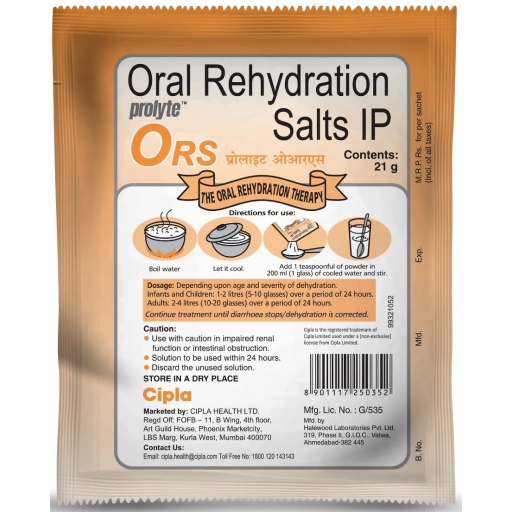 Oral Rehydration
prolyte™
Salts IP
ORS
प्रोलाइट ओआरएस
Contents:
21 g
THE ORAL REHYDRATION THERAPY
Directions for use:
Boil water
Let it cool.
Add 1 teaspoonful of powder in
200 ml (1 glass) of cooled water and stir.
Dosage: Depending upon age and severity of dehydration.
Infants and Children: 1-2 litres (5-10 glasses) over a period of 24 hours.
Adults: 2-4 litres (10-20 glasses) over a period of 24 hours.
Continue treatment until diarrhoea stops/dehydration is corrected.
Caution:
● Use with caution in impaired renal
function or intestinal obstruction.
● Solution to be used within 24 hours.
● Discard the unused solution.
STORE IN A DRY PLACE
Cipla
Marketed by: CIPLA HEALTH LTD.
Regd Off: FOFB – 11, B Wing, 4th floor,
Art Guild House, Phoenix Marketcity,
LBS Marg, Kurla West, Mumbai 400070
Contact Us:
Email: cipla.health@cipla.com Toll Free No: 1800 120 143143
Cipla is the registered trademark of
Cipla Limited used under a (non-exclusive)
license from Cipla Limited.
8 901117 250352
Mfg. Lic. No. : G/535
Mfd. by
Halewood Laboratories Pvt. Ltd.
319, Phase II, G.I.D.C., Vatwa,
Ahmedabad-382 445
99321052
M.R.P. Rs. for per sachet
(Incl. of all taxes)
Exp.
Mfd.
B. No.